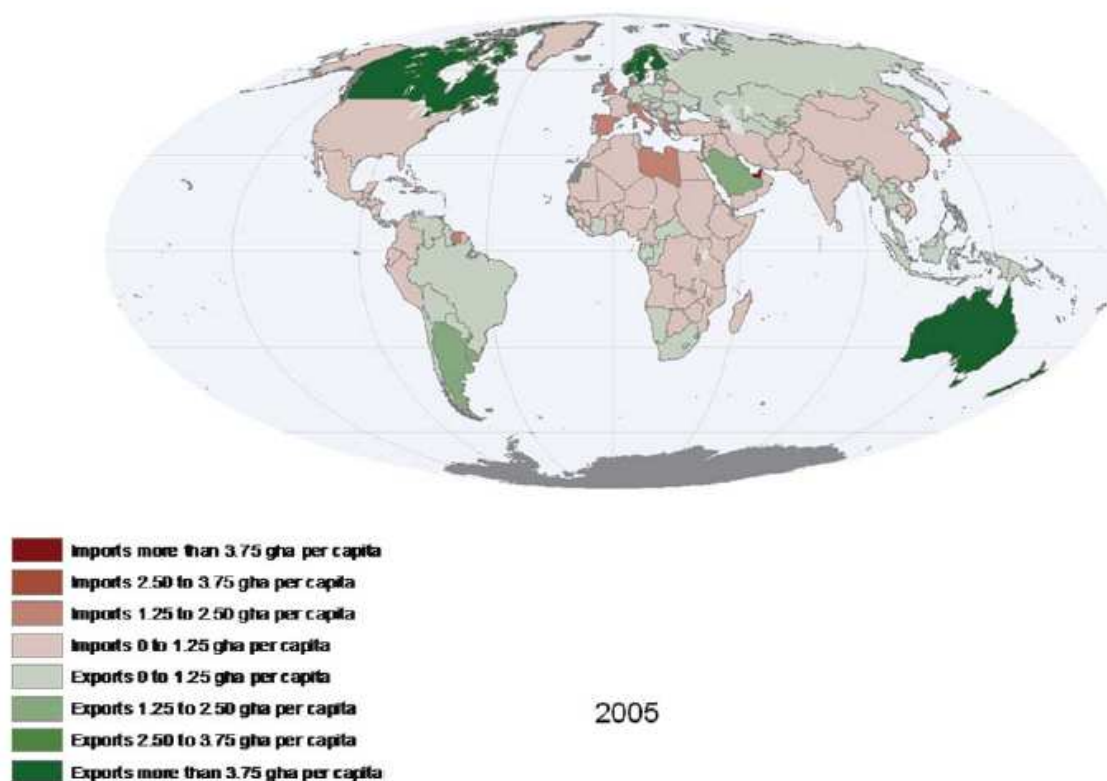 Imports more than 3.75 gha per capita
Imports 2.50 to 3.75 gha per capita
Imports 1.25 to 2.50 gha per capita
Imports 0 to 1.25 gha per capita
Exports 0 to 1.25 gha per capita
Exports 1.25 to 2.50 gha per capita
Exports 2.50 to 3.75 gha per capita
Exports more than 3.75 gha per capita
2005